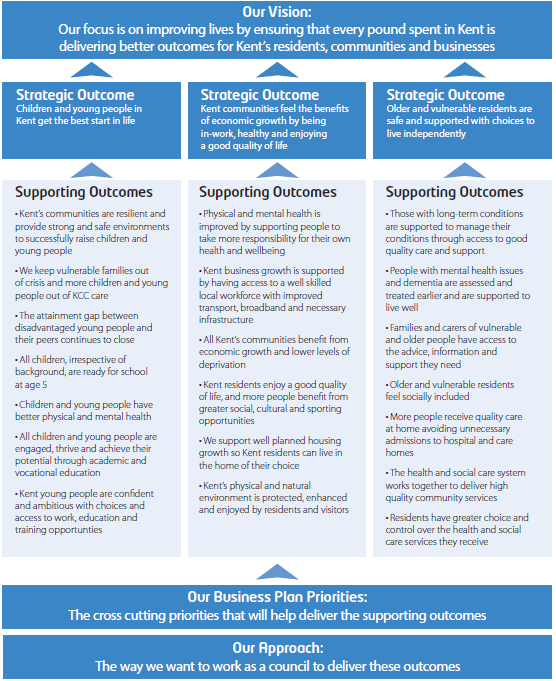 Our Vision:
Our focus is on improving lives by ensuring that every pound spent in Kent is
delivering better outcomes for Kent's residents, communities and businesses
Strategic Outcome
Children and young people in
Kent get the best start in life
Strategic Outcome
Kent communities feel the benefits
of economic growth by being
in-work, healthy and enjoying
a good quality of life
Strategic Outcome
Older and vulnerable residents are
safe and supported with choices to
live independently
Supporting Outcomes
• Kent's communities are resilient and
provide strong and safe environments
to successfully raise children and
young people
• We keep vulnerable families out
of crisis and more children and young
people out of KCC care
• The attainment gap between
disadvantaged young people and
their peers continues to close
• All children, irrespective of
background, are ready for school
at age 5
• Children and young people have
better physical and mental health
• All children and young people are
engaged, thrive and achieve their
potential through academic and
vocational education
• Kent young people are confident
and ambitious with choices and
access to work, education and
training opportunties
Supporting Outcomes
• Physical and mental health is
improved by supporting people to
take more responsibility for their own
health and wellbeing
• Kent business growth is supported
by having access to a well skilled
local workforce with improved
transport, broadband and necessary
infrastructure
• All Kent's communities benefit from
economic growth and lower levels of
deprivation
• Kent residents enjoy a good quality
of life, and more people benefit from
greater social, cultural and sporting
opportunities
• We support well planned housing
growth so Kent residents can live in
the home of their choice
• Kent's physical and natural
environment is protected, enhanced
and enjoyed by residents and visitors
Supporting Outcomes
• Those with long-term conditions
are supported to manage their
conditions through access to good
quality care and support
• People with mental health issues
and dementia are assessed and
treated earlier and are supported to
live well
• Families and carers of vulnerable
and older people have access to
the advice, information and
support they need
• Older and vulnerable residents
feel socially included
• More people receive quality care
at home avoiding unnecessary
admissions to hospital and care
homes
• The health and social care system
works together to deliver high
quality community services
• Residents have greater choice and
control over the health and social
care services they receive
Our Business Plan Priorities:
The cross cutting priorities that will help deliver the supporting outcomes
Our Approach:
The way we want to work as a council to deliver these outcomes